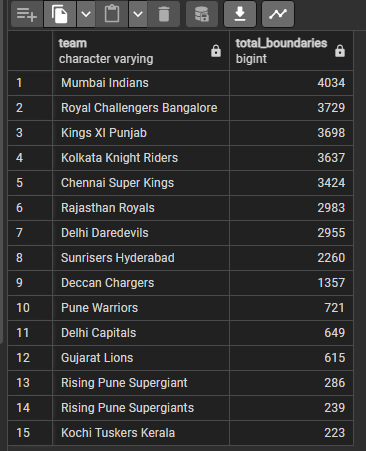 team total_boundaries
character varying bigint
1 Mumbai Indians 4034
2 Royal Challengers Bangalore 3729
3 Kings XI Punjab 3698
4 Kolkata Knight Riders 3637
5 Chennai Super Kings 3424
6 Rajasthan Royals 2983
7 Delhi Daredevils 2955
8 Sunrisers Hyderabad 2260
9 Deccan Chargers 1357
10 Pune Warriors 721
11 Delhi Capitals 649
12 Gujarat Lions 615
13 Rising Pune Supergiant 286
14 Rising Pune Supergiants 239
15 Kochi Tuskers Kerala 223